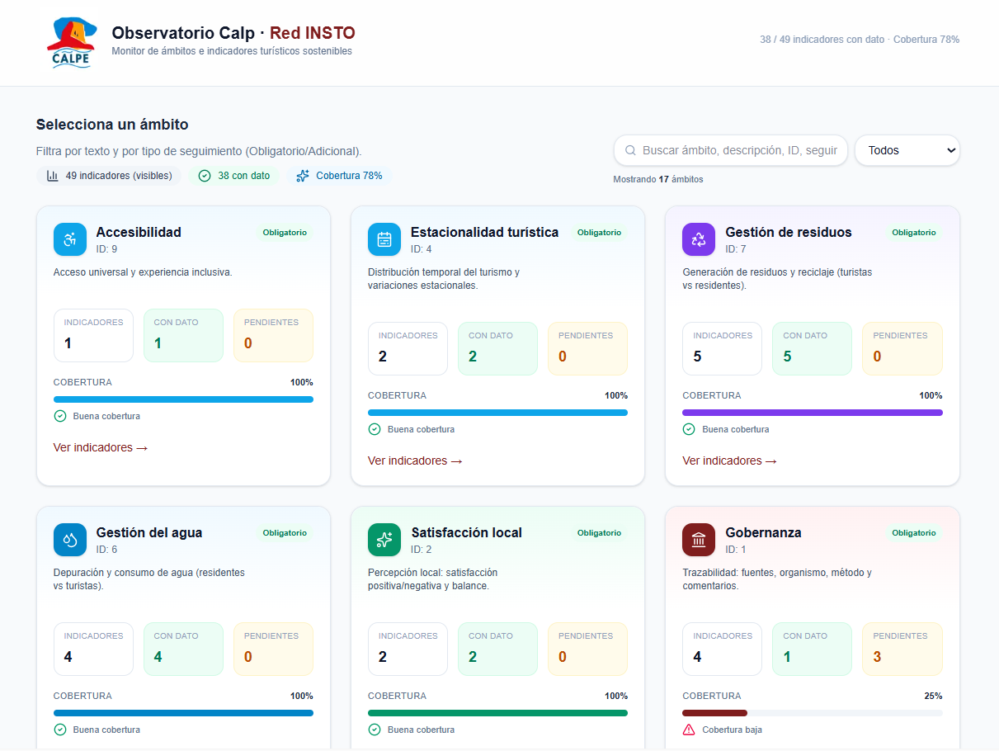 CALPE
Observatorio Calp · Red INSTO
Monitor de ámbitos e indicadores turísticos sostenibles
38 / 49 indicadores con dato · Cobertura 78%
Selecciona un ámbito
Filtra por texto y por tipo de seguimiento (Obligatorio/Adicional).
49 indicadores (visibles)
38 con dato
Cobertura 78%
Buscar ámbito, descripción, ID, seguir
Todos
Mostrando 17 ámbitos
Accesibilidad
Obligatorio
ID: 9
Acceso universal y experiencia inclusiva.
INDICADORES
1
CON DATO
1
PENDIENTES
0
COBERTURA
100%
Buena cobertura
Ver indicadores →
Estacionalidad turística
Obligatorio
ID: 4
Distribución temporal del turismo y
variaciones estacionales.
INDICADORES
2
CON DATO
2
PENDIENTES
0
COBERTURA
100%
Buena cobertura
Ver indicadores →
Gestión de residuos
Obligatorio
ID: 7
Generación de residuos y reciclaje (turistas
vs residentes).
INDICADORES
5
CON DATO
5
PENDIENTES
0
COBERTURA
100%
Buena cobertura
Ver indicadores →
Gestión del agua
Obligatorio
ID: 6
Depuración y consumo de agua (residentes
vs turistas).
INDICADORES
4
CON DATO
4
PENDIENTES
0
COBERTURA
100%
Buena cobertura
Satisfacción local
Obligatorio
ID: 2
Percepción local: satisfacción
positiva/negativa y balance.
INDICADORES
2
CON DATO
2
PENDIENTES
0
COBERTURA
100%
Buena cobertura
Gobernanza
Obligatorio
ID: 1
Trazabilidad: fuentes, organismo, método y
comentarios.
INDICADORES
4
CON DATO
1
PENDIENTES
3
COBERTURA
25%
Cobertura baja